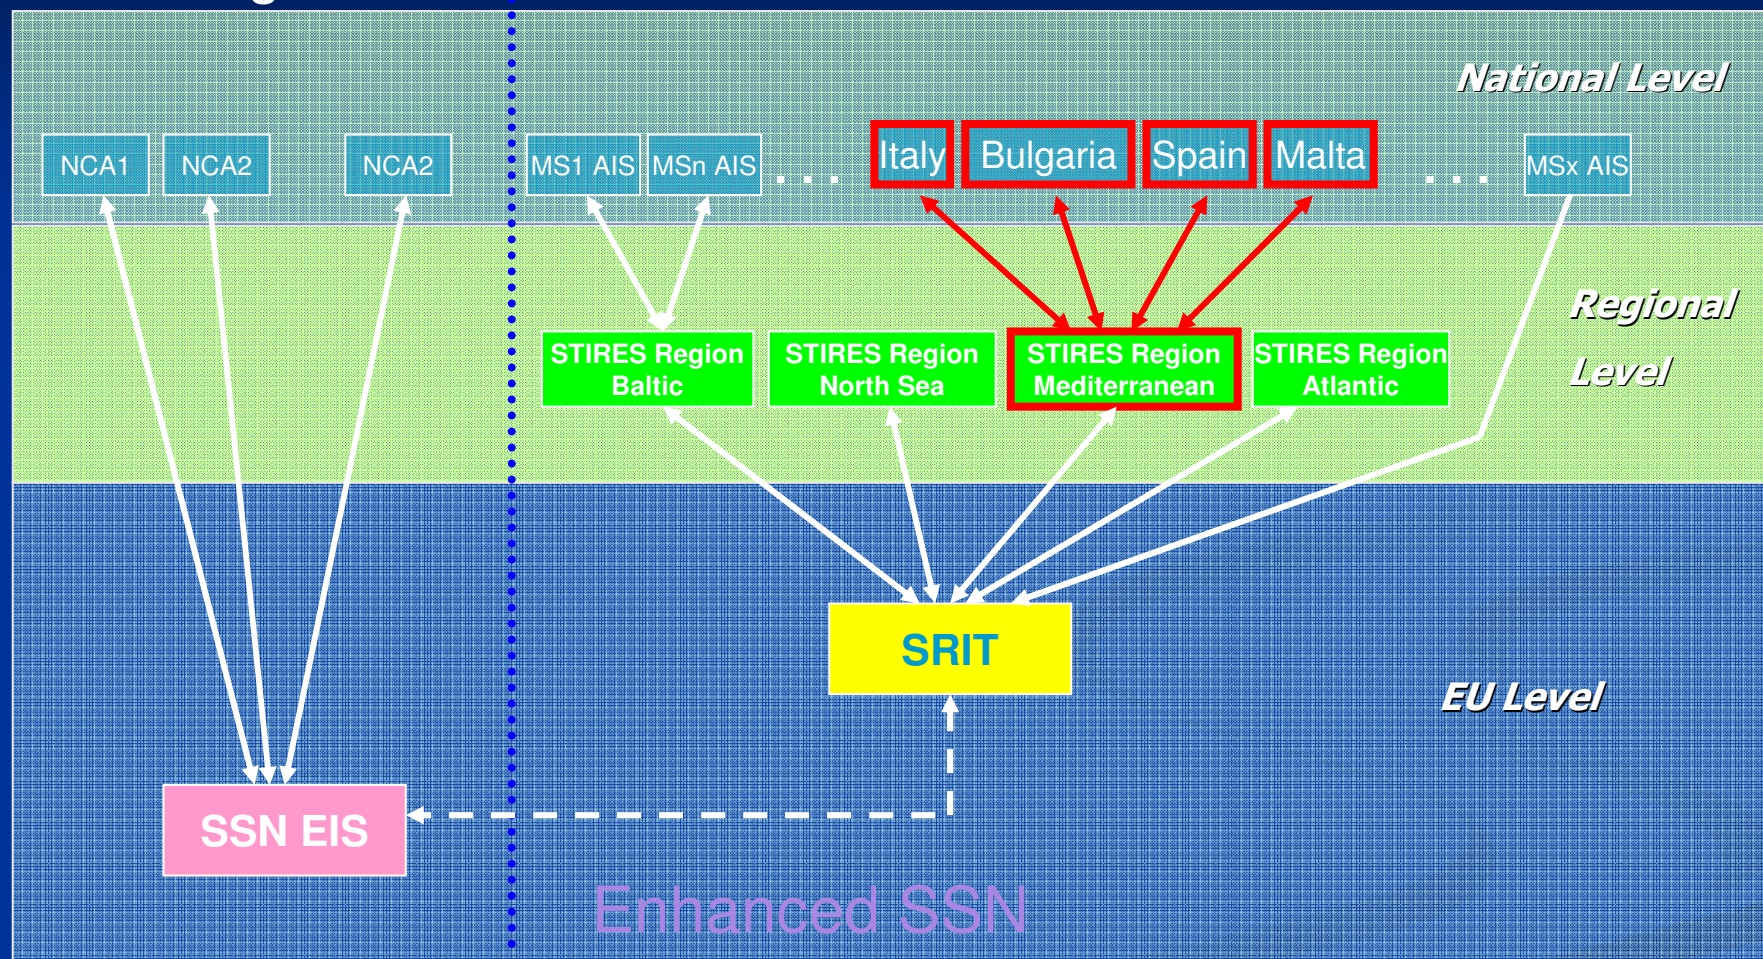 National Level
NCA1
NCA2
NCA2
MS1 AIS
MSn AIS
. . .
Italy
Bulgaria
Spain
Malta
. . .
MSx AIS
Regional
Level
STIRES Region
Baltic
STIRES Region
North Sea
STIRES Region
Mediterranean
STIRES Region
Atlantic
SRIT
EU Level
SSN EIS
Enhanced SSN